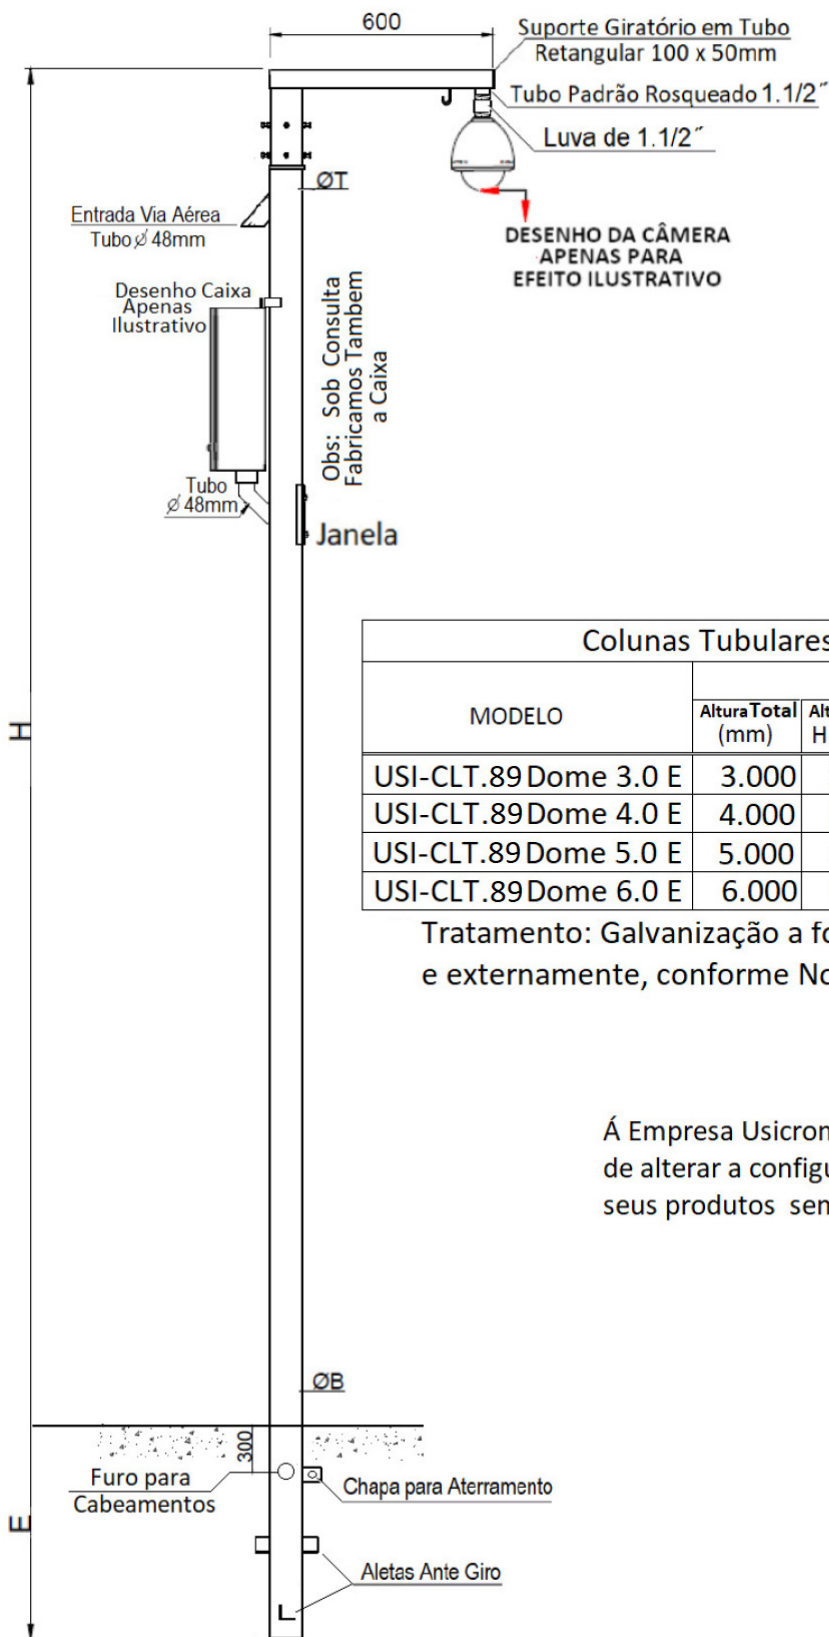 600
Suporte Giratório em Tubo
Retangular 100 x 50mm
Tubo Padrão Rosqueado 1.1/2˝
Luva de 1.1/2˝
ØT
Entrada Via Aérea
Tubo Ø 48mm
DESENHO DA CÂMERA
APENAS PARA
EFEITO ILUSTRATIVO
Desenho Caixa
Apenas
Ilustrativo
Obs: Sob Consulta
Fabricamos Tambem
a Caixa
Tubo
Ø 48mm
Janela
H
Colunas Tubulares
MODELO
Altura Total
(mm)
H
USI-CLT.89 Dome 3.0 E 3.000
USI-CLT.89 Dome 4.0 E 4.000
USI-CLT.89 Dome 5.0 E 5.000
USI-CLT.89 Dome 6.0 E 6.000
Tratamento: Galvanização a
e externamente, conforme
Á Empresa
de alterar a
seus produtos
ØB
300
Furo para
Cabeamentos
Chapa para Aterramento
E
Aletas Ante Giro